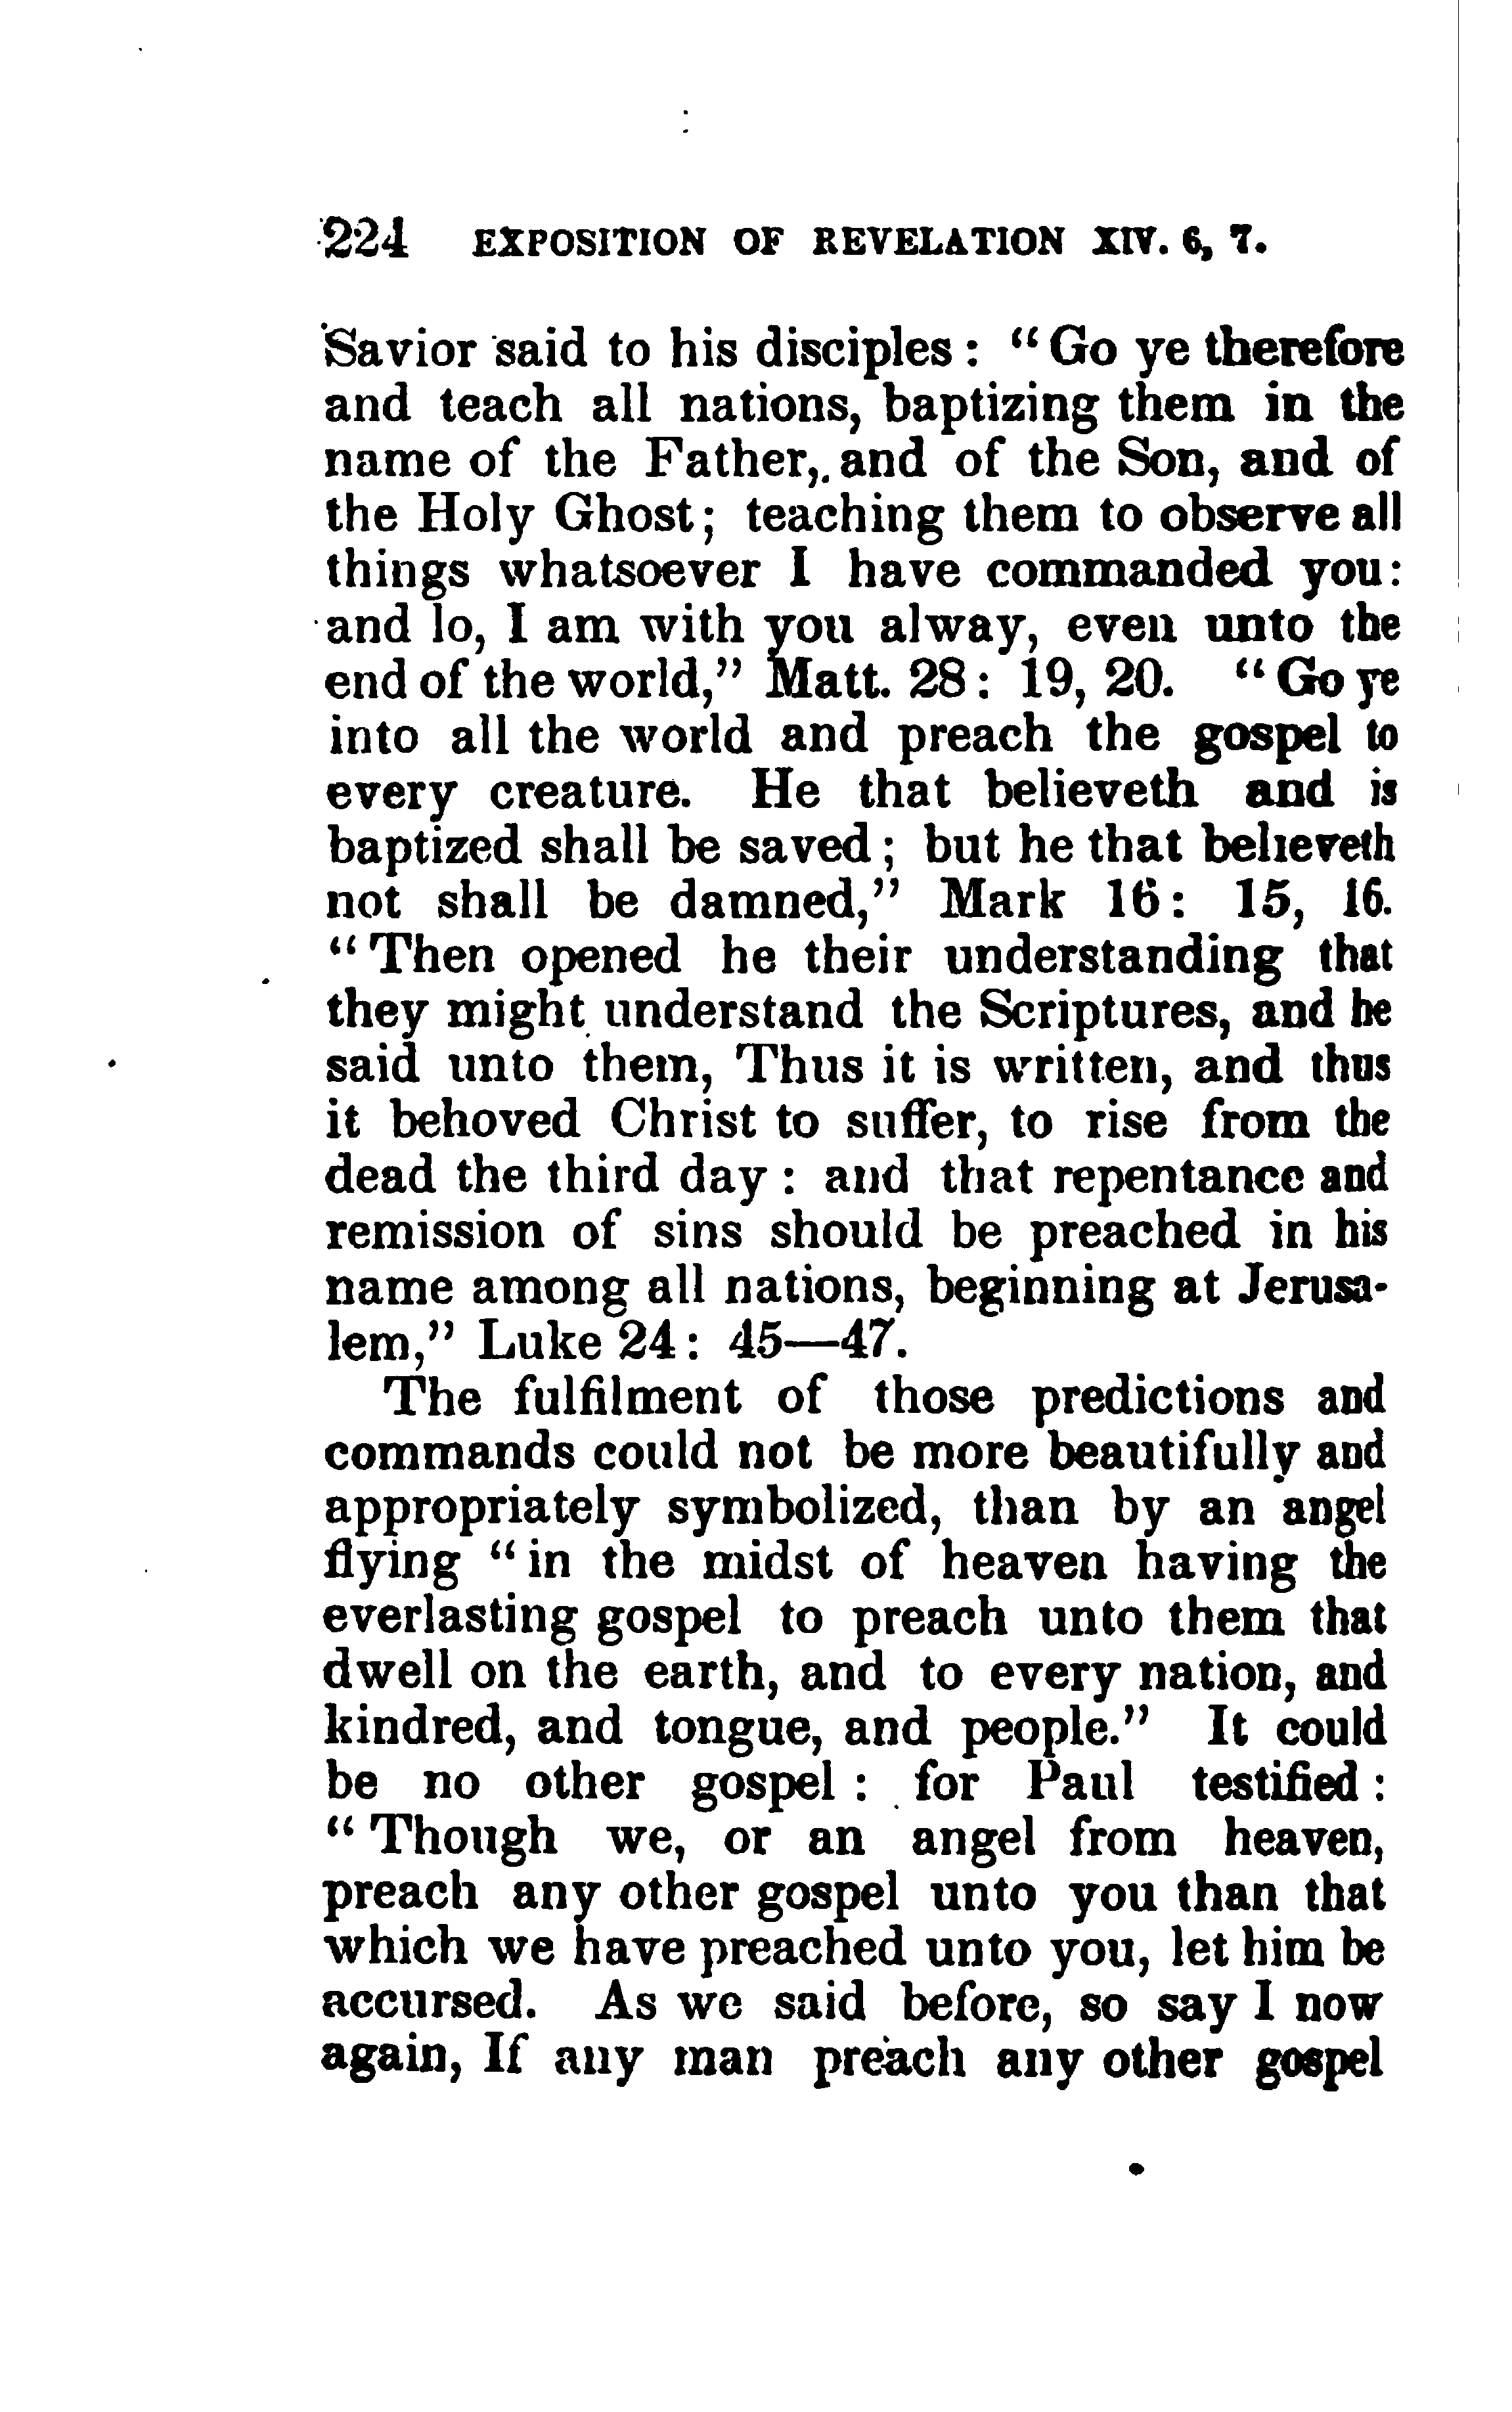 224 EXPOSITION OF REVELATION XIV. 6, 7.
Savior said to his disciples : “ Go ye therefore
and teach all nations, baptizing them in the
name of the Father, and of the Son, and of
the Holy Ghost ; teaching them to observe all
things whatsoever I have commanded you :
and lo, I am with you alway, even unto the
end of the world,” Matt. 28 : 19, 20. “ Go ye
into all the world and preach the gospel to
every creature. He that believeth and is
baptized shall be saved ; but he that believeth
not shall be damned,” Mark 16 : 15, 16.
“ Then opened he their understanding that
they might understand the Scriptures, and he
said unto them, Thus it is written, and thus
it behoved Christ to suffer, to rise from the
dead the third day : and that repentance and
remission of sins should be preached in his
name among all nations, beginning at Jerusa-
lem,” Luke 24 : 45—47.
The fulfilment of those predictions and
commands could not be more beautifully and
appropriately symbolized, than by an angel
flying “ in the midst of heaven having the
everlasting gospel to preach unto them that
dwell on the earth, and to every nation, and
kindred, and tongue, and people.” It could
be no other gospel : for Paul testified :
“ Though we, or an angel from heaven,
preach any other gospel unto you than that
which we have preached unto you, let him be
accursed. As we said before, so say I now
again, If any man preach any other gospel